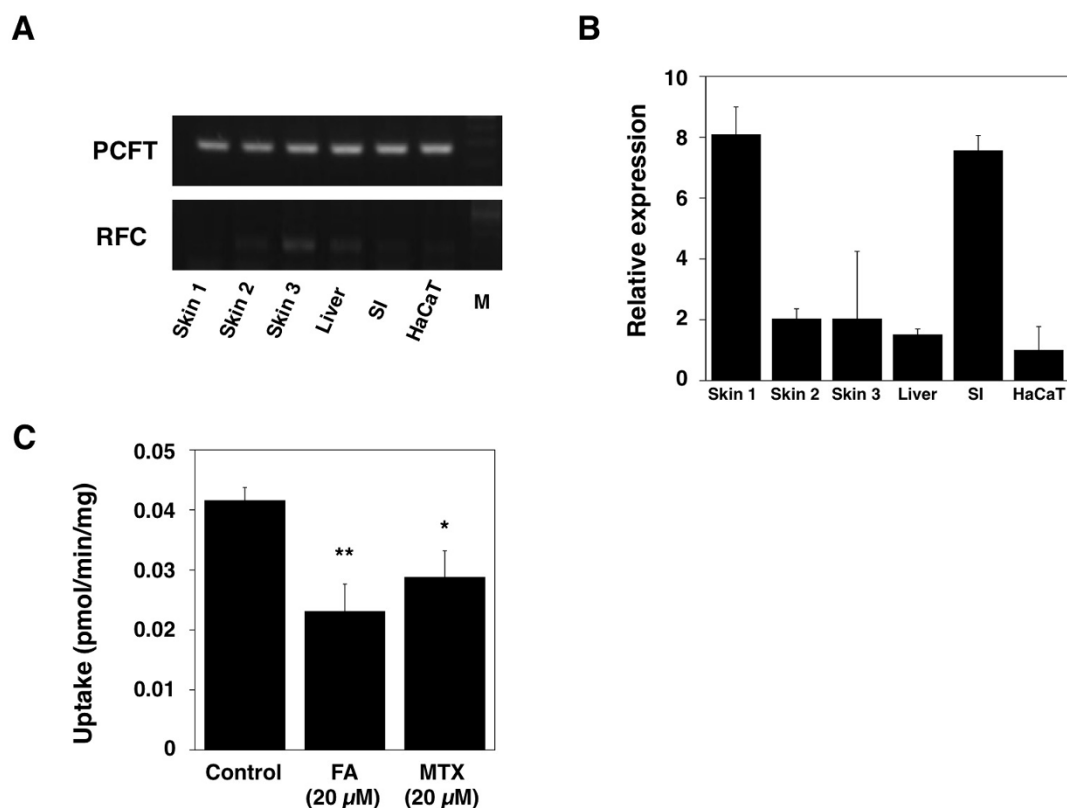 A
PCFT
RFC
Skin 1 Skin 2 Skin 3 Liver SI HaCaT M
B
Relative expression
10
8
6
4
2
0
Skin 1 Skin 2 Skin 3 Liver SI HaCaT
C
Uptake (pmol/min/mg)
0.05
0.04
0.03
0.02
0.01
0
** *
Control FA MTX
(20 µM) (20 µM)